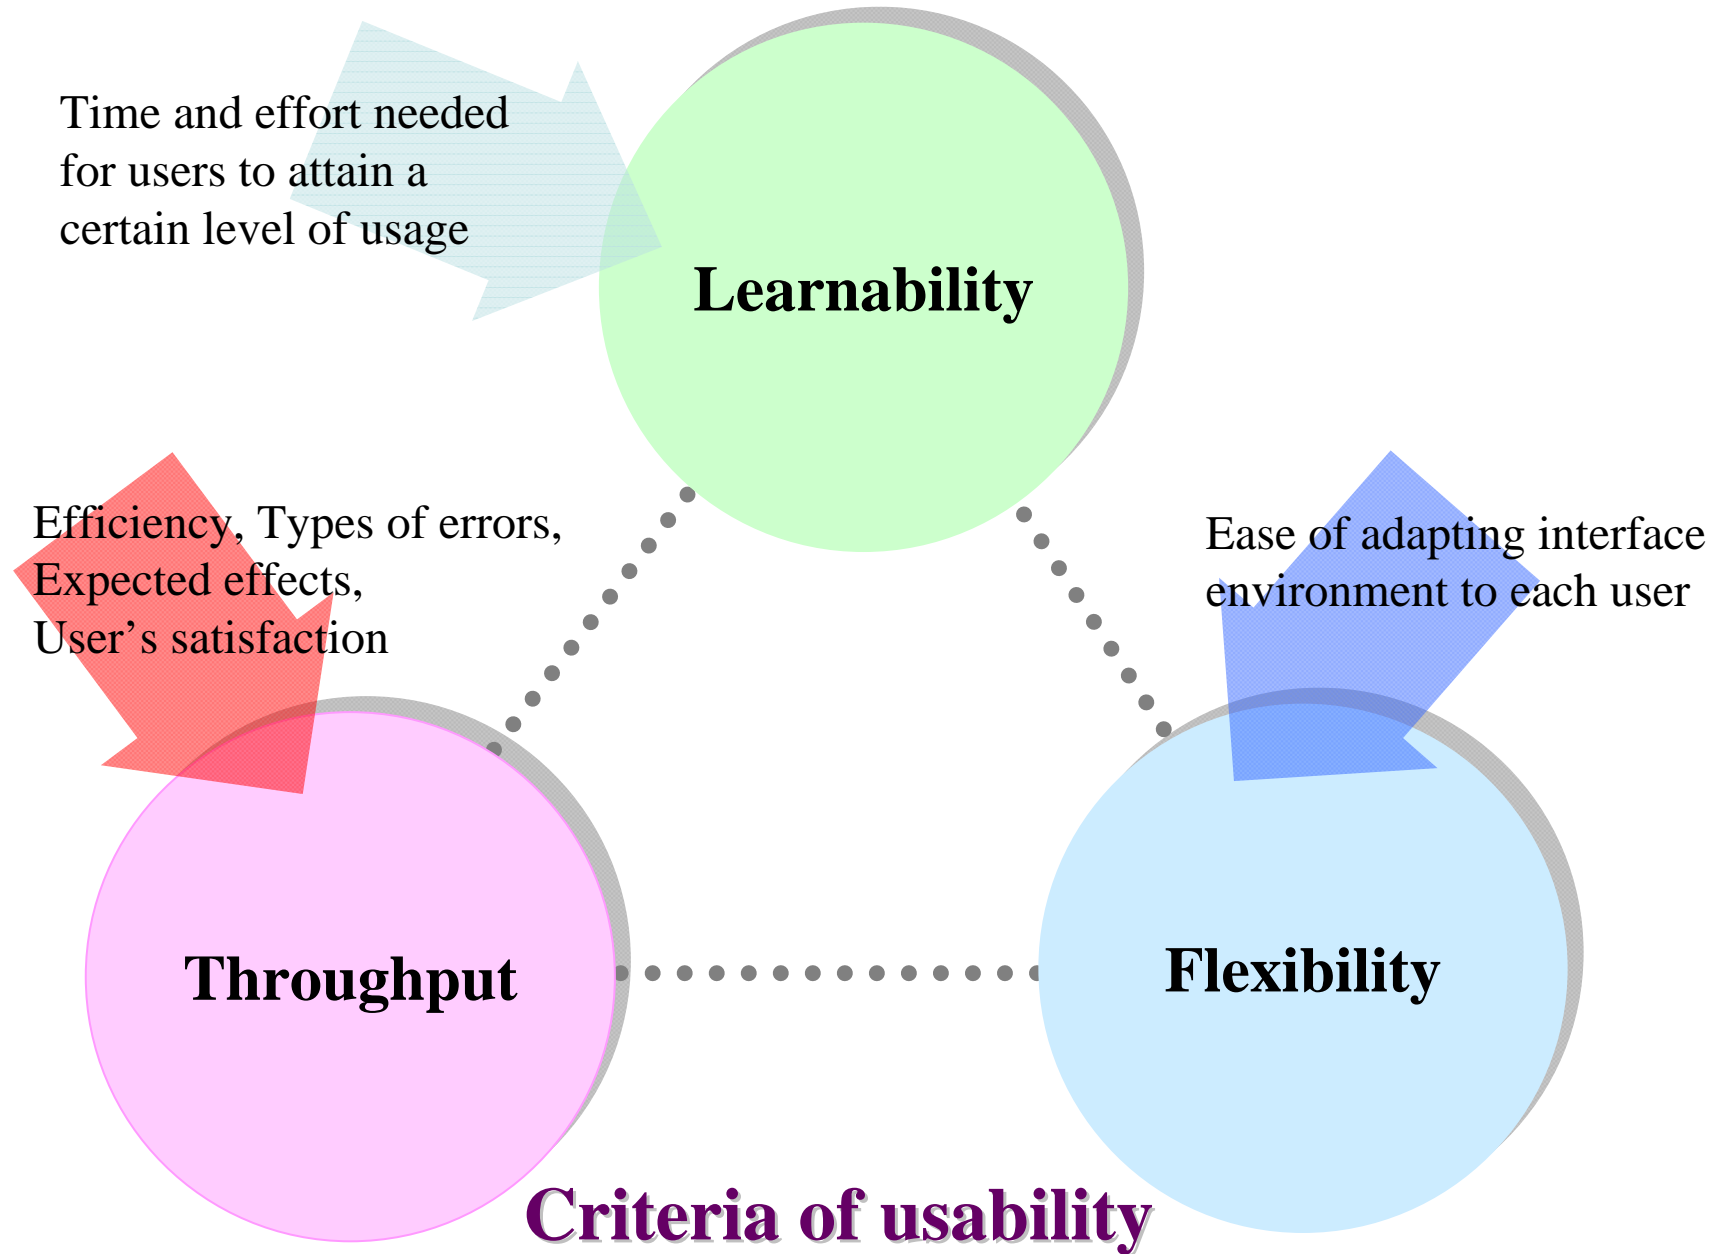 Time and effort needed
for users to attain a
certain level of usage
Learnability
Efficiency, Types of errors,
Expected effects,
User’s satisfaction
Ease of adapting interface
environment to each user
Throughput
Flexibility
Criteria of usability